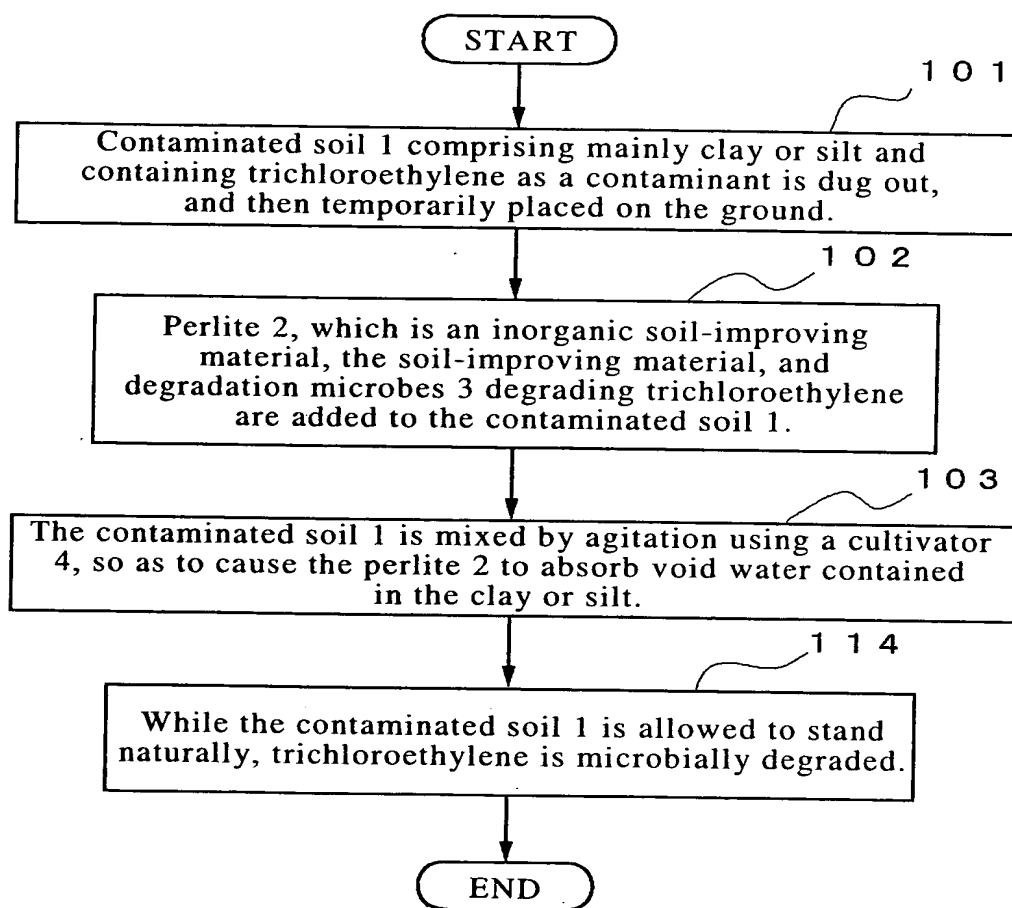 START
１０１
Contaminated soil 1 comprising mainly clay or silt and
containing trichloroethylene as a contaminant is dug out,
and then temporarily placed on the ground.
１０２
Perlite 2, which is an inorganic soil-improving
material, the soil-improving material, and
degradation microbes 3 degrading trichloroethylene
are added to the contaminated soil 1.
１０３
The contaminated soil 1 is mixed by agitation using a cultivator
4, so as to cause the perlite 2 to absorb void water contained
in the clay or silt.
１１４
While the contaminated soil 1 is allowed to stand
naturally, trichloroethylene is microbially degraded.
END